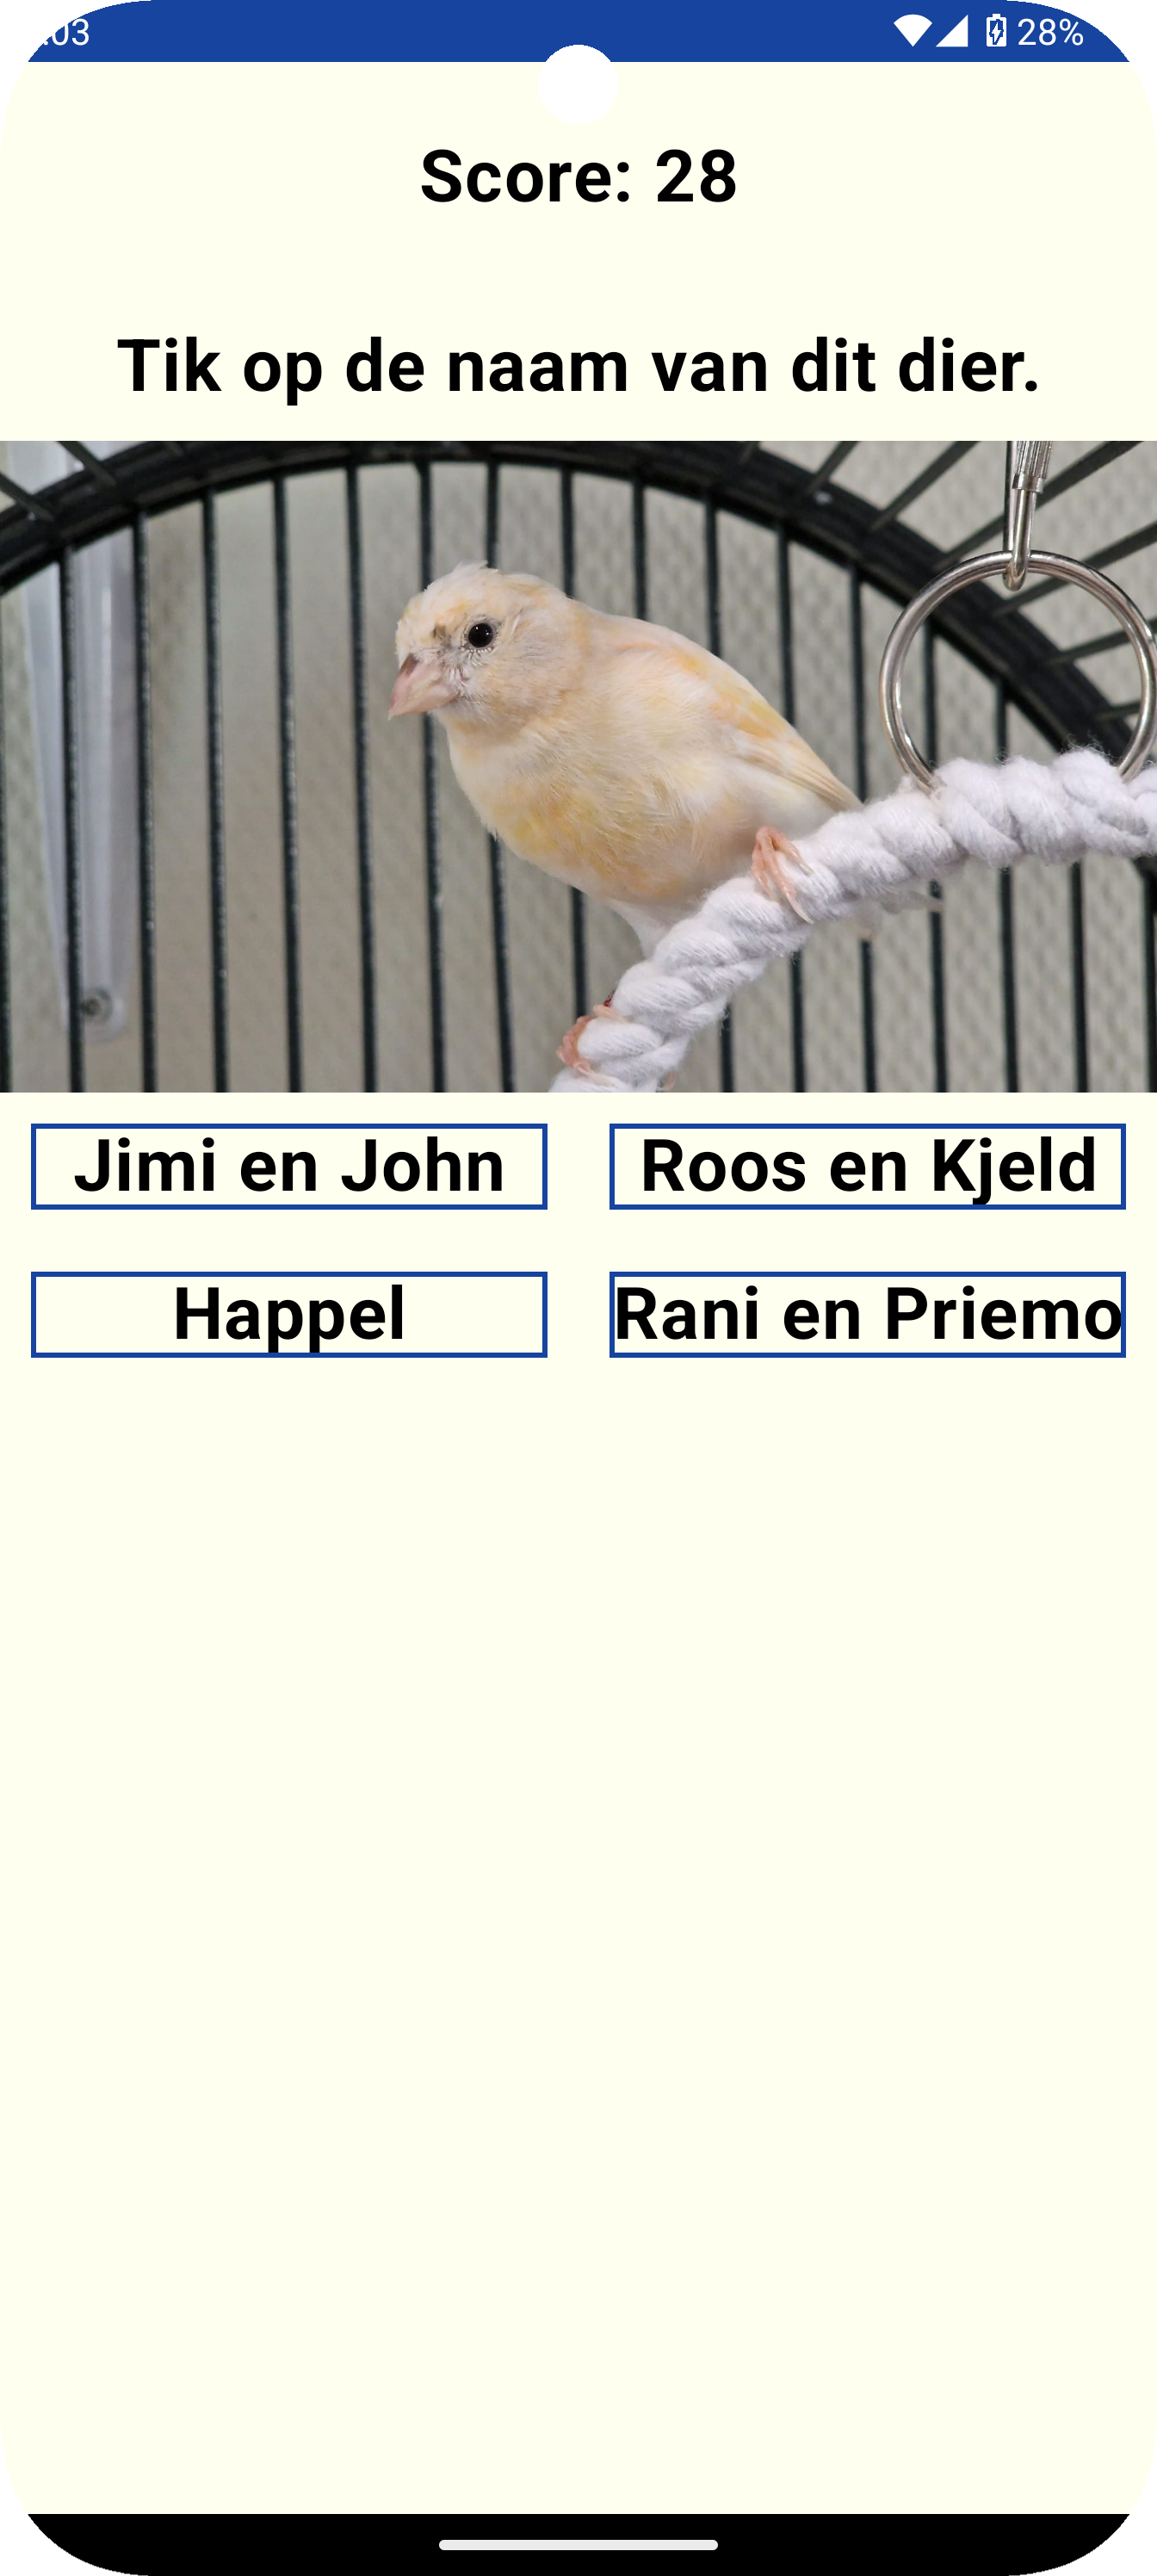 :03 28%
Score: 28
Tik op de naam van dit dier.
Jimi en John
Roos en Kjeld
Happel
Rani en Priemo